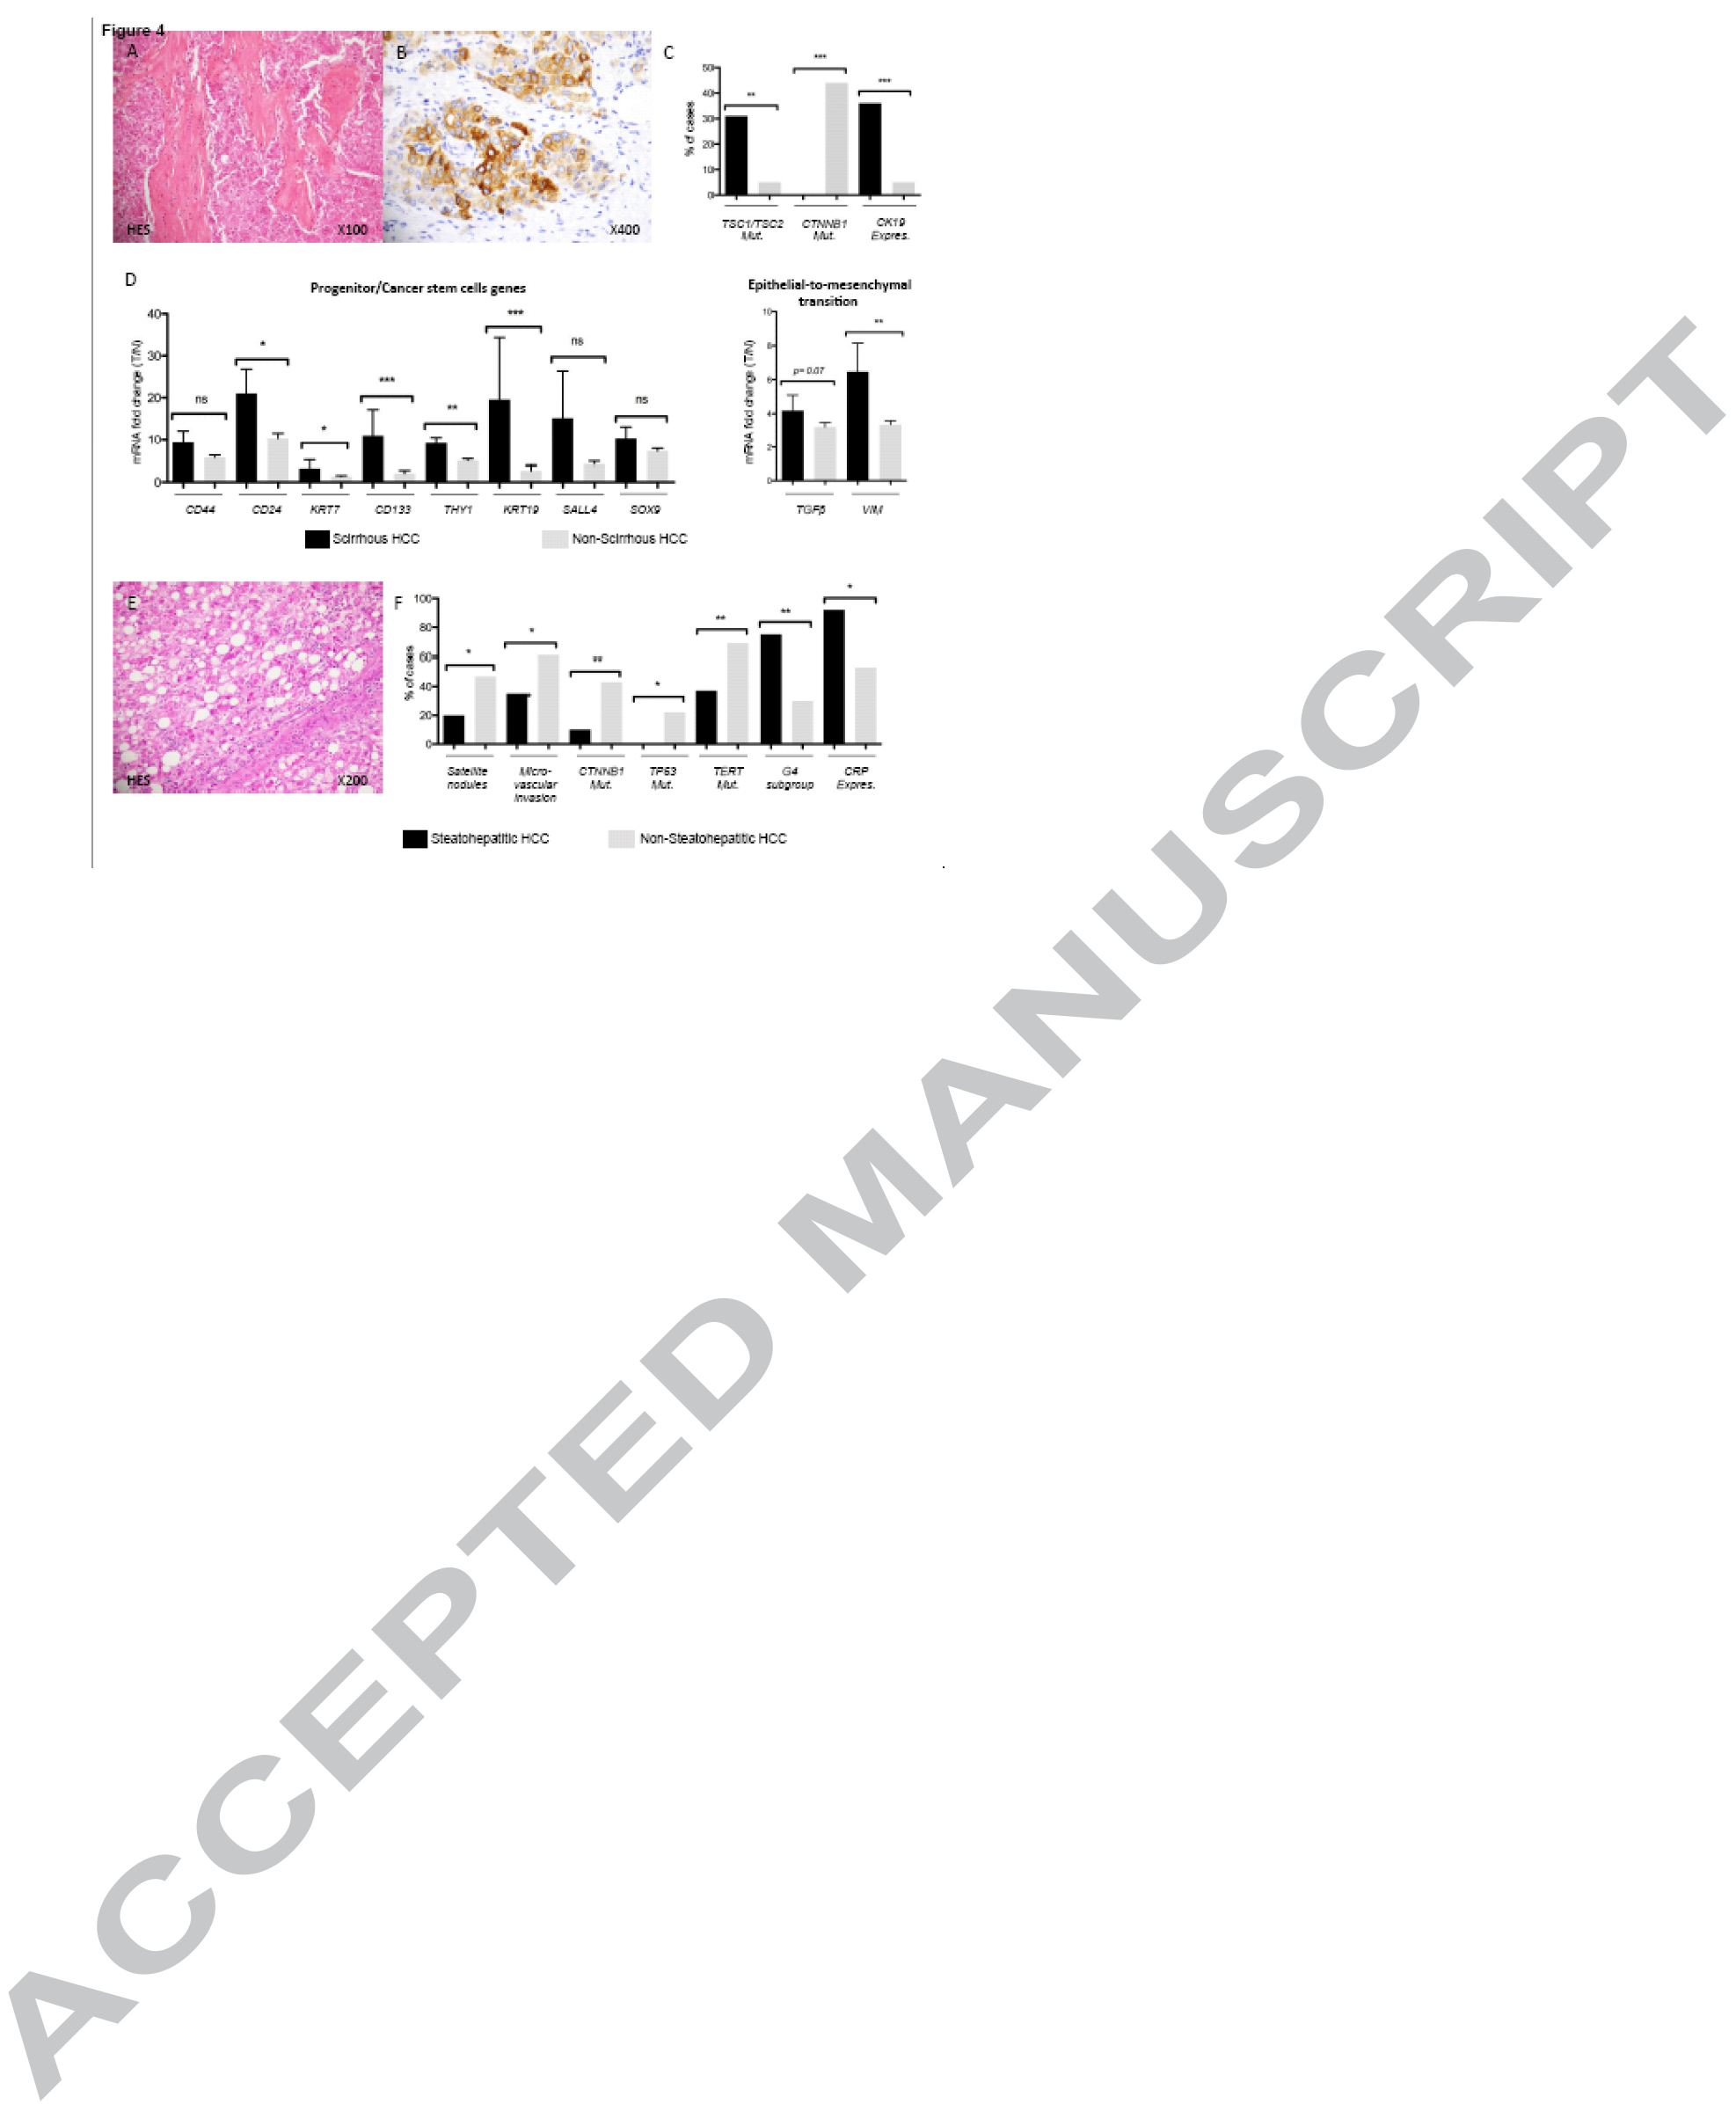 Figure 4
A
B
C
HES
X100
X400
50
40
30
20
10
0
% of cases
**
***
***
TSC1/TSC2
Mut.
CTNNB1
Mut.
CK19
Expres.
D
Progenitor/Cancer stem cells genes
mRNA fold change (T/N)
40
30
20
10
0
ns
*
*
***
**
***
ns
ns
CD44
CD24
KRT7
CD133
THY1
KRT19
SALL4
SOX9
Epithelial-to-mesenchymal
transition
mRNA fold change (T/N)
10
8
6
4
2
0
p= 0.07
**
TGFβ
VIM
Scirrhous HCC
Non-Scirrhous HCC
E
HES
X200
F
% of cases
100
80
60
40
20
0
*
*
**
*
**
**
*
Satellite
nodules
Micro-
vascular
invasion
CTNNB1
Mut.
TP53
Mut.
TERT
Mut.
G4
subgroup
CRP
Expres.
Steatohepatitic HCC
Non-Steatohepatitic HCC
ACCEPTED MANUSCRIPT